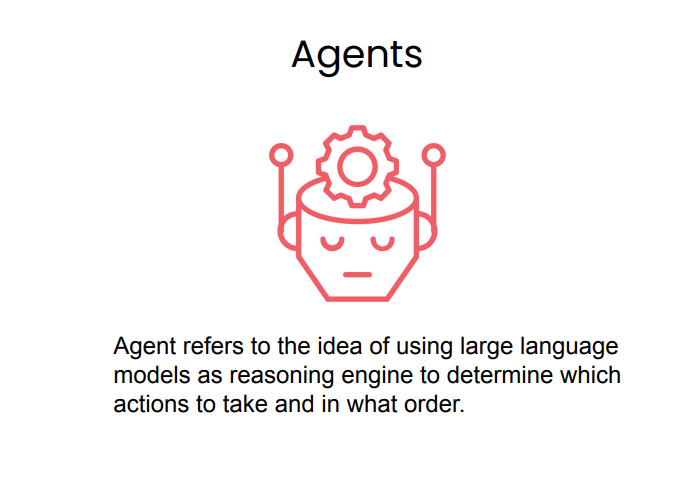 Agents
Agent refers to the idea of using large language
models as reasoning engine to determine which
actions to take and in what order.